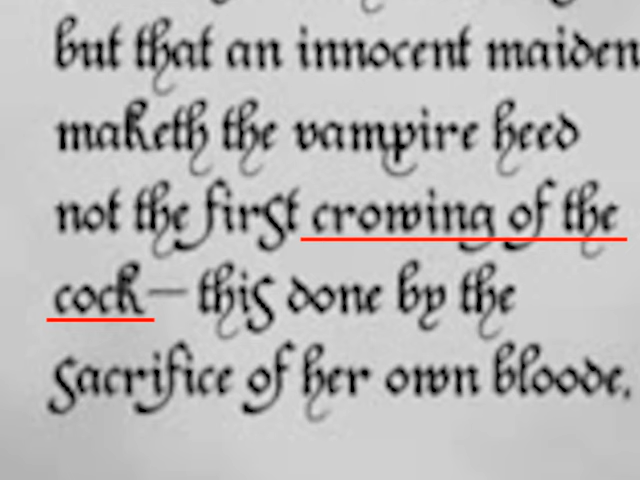 but that an innocent maiden
maketh the vampire heed
not the first crowing of the
cock — this done by the
sacrifice of her own bloode.